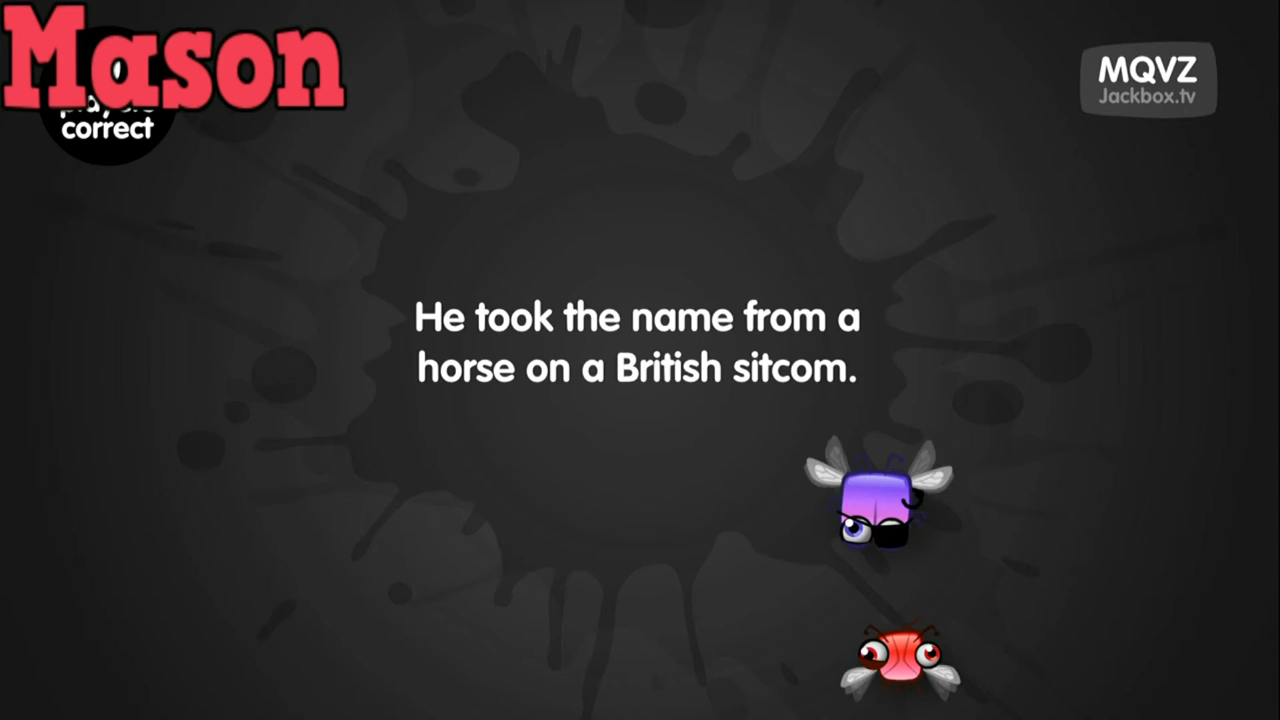 Mason
correct
MQVZ
Jackbox.tv
He took the name from a
horse on a British sitcom.